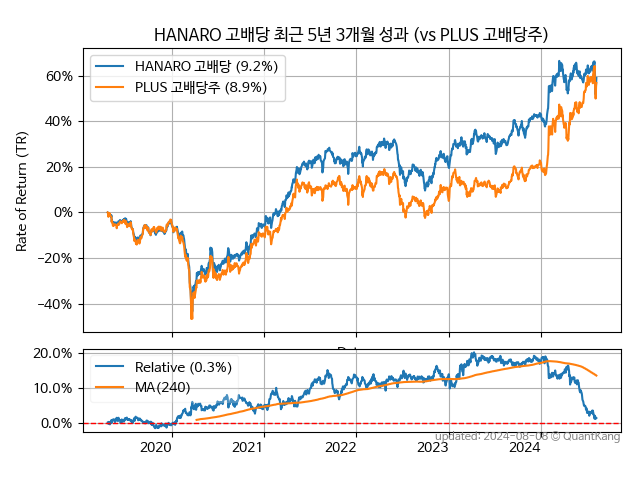 HANARO 고배당 최근 5년 3개월 성과 (vs PLUS 고배당주)
HANARO 고배당 (9.2%)
PLUS 고배당주 (8.9%)
Rate of Return (TR)
60%
40%
20%
0%
−20%
−40%
20.0%
10.0%
0.0%
Relative (0.3%)
MA(240)
2020
2021
2022
2023
2024
updated: 2024-08-08 © QuantKang